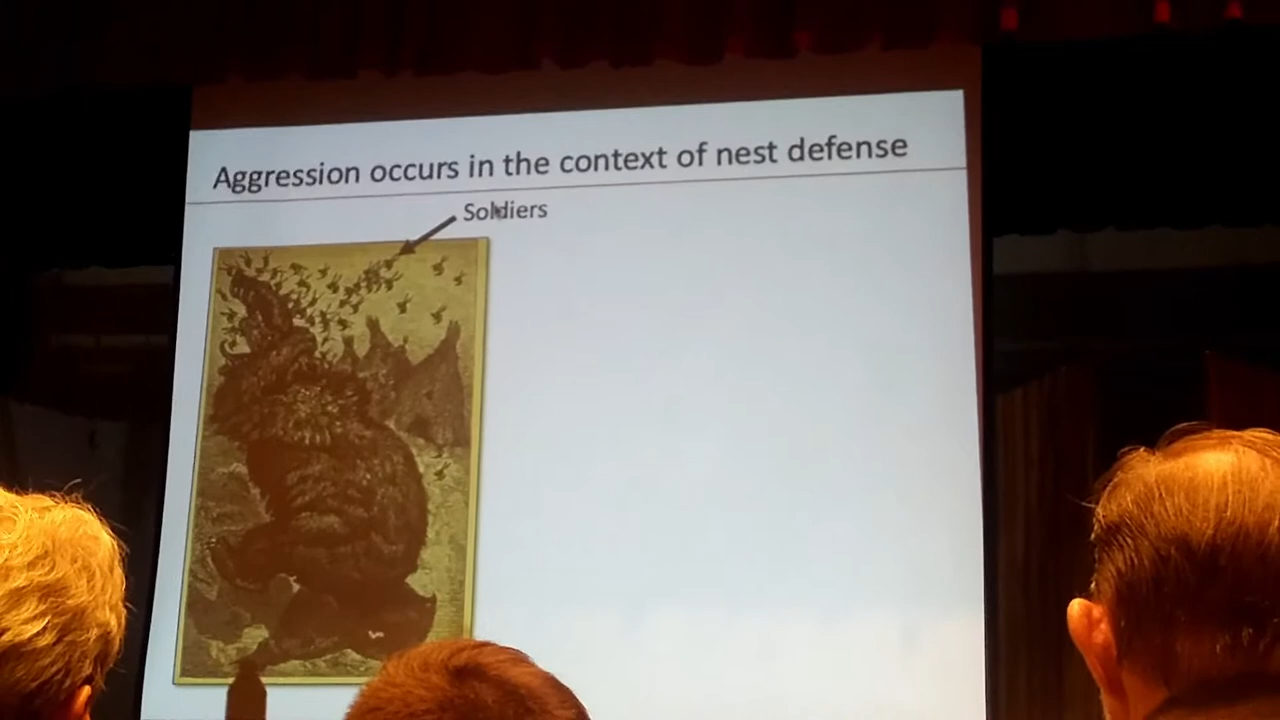 Aggression occurs in the context of nest defense
Soldiers